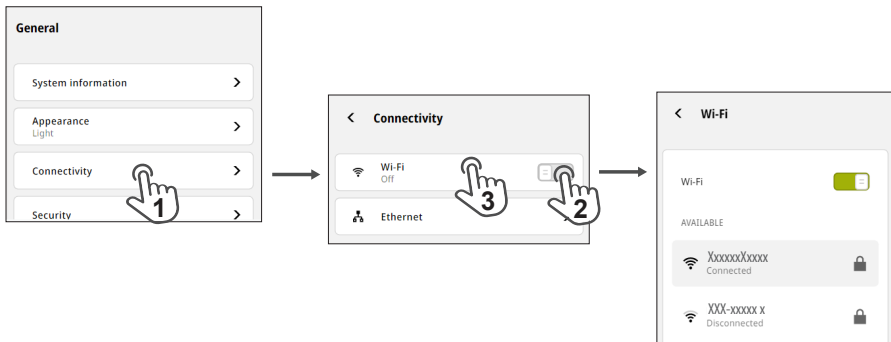 General
System information
Appearance
Light
Connectivity
1
Security
Connectivity
Wi-Fi
Off
3
2
Ethernet
Wi-Fi
Wi-Fi
AVAILABLE
XxxxxxXxxxx
Connected
XXX-xxxxx x
Disconnected